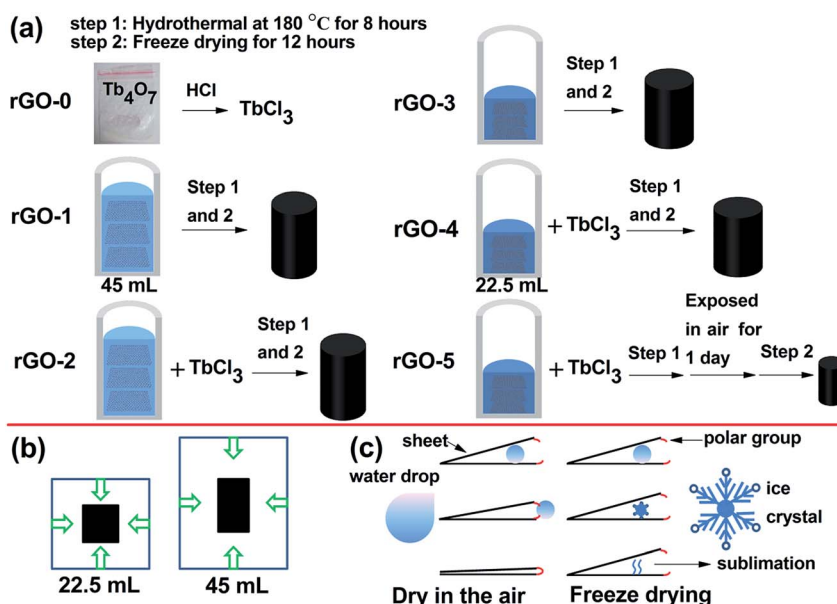 (a)
step 1: Hydrothermal at 180 °C for 8 hours
step 2: Freeze drying for 12 hours
rGO-0
Tb4O7
HCl
TbCl3
rGO-1
45 mL
Step 1
and 2
rGO-2
+ TbCl3
Step 1
and 2
rGO-3
Step 1
and 2
rGO-4
22.5 mL
+ TbCl3
Step 1
and 2
rGO-5
+ TbCl3
Step 1
Exposed
in air for
1 day
Step 2
(b)
22.5 mL
45 mL
(c)
sheet
water drop
polar group
ice
crystal
sublimation
Dry in the air
Freeze drying